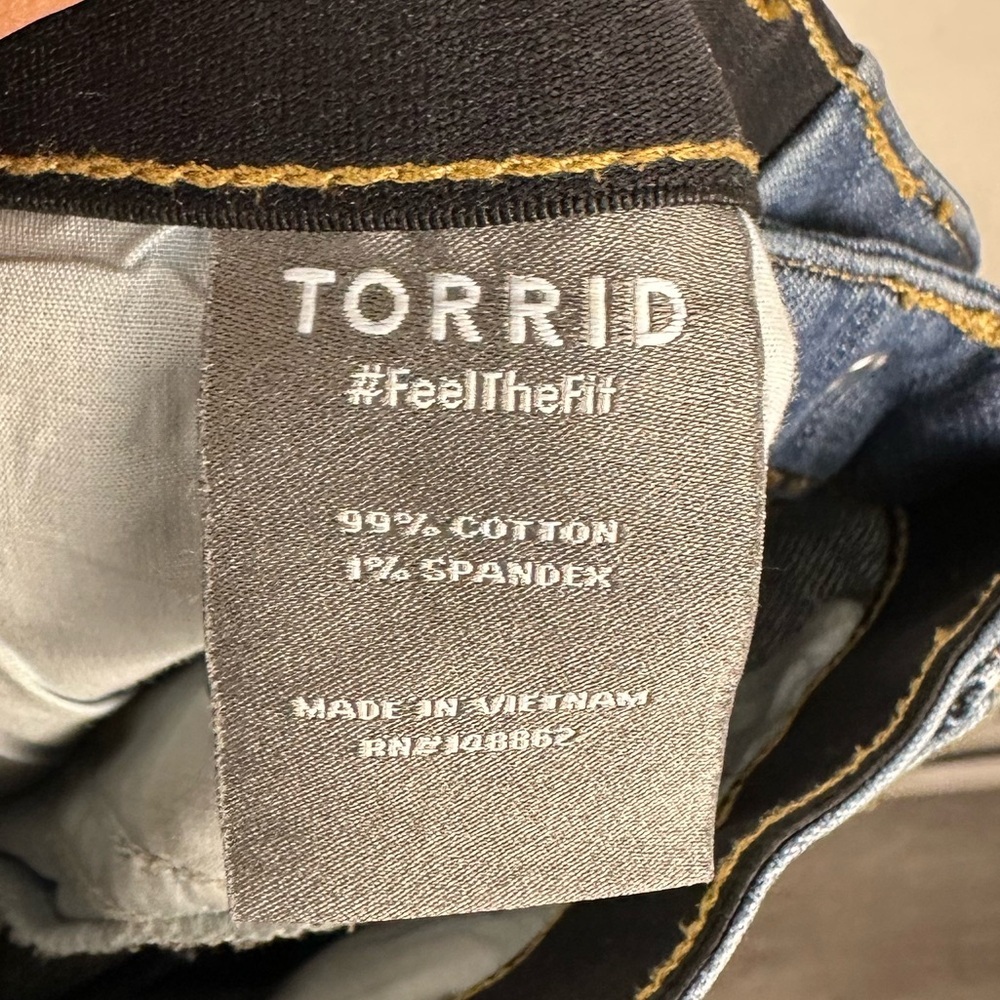 TORRID
#FeelTheFit
99% COTTON
1% SPANDEX
MADE IN VIETNAM
RN#148862